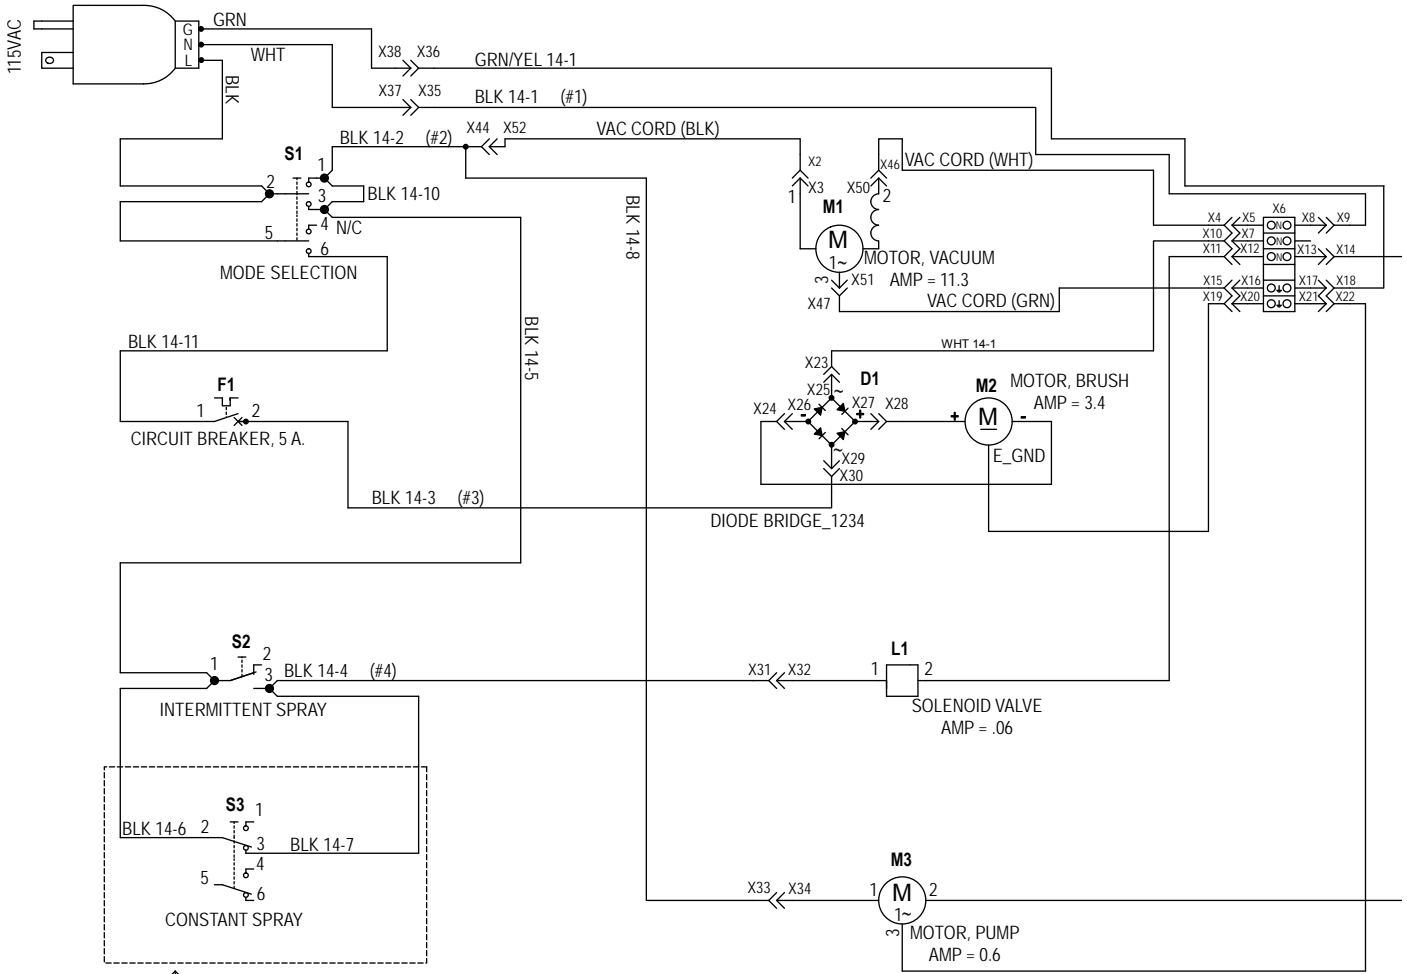 115VAC
G
N
L
GRN
WHT
BLK
X38 X36
GRN/YEL 14-1
X37 X35
BLK 14-1 (#1)
BLK 14-2 (#2)
X44 X52
VAC CORD (BLK)
S1
1
2
3
BLK 14-10
4
N/C
5
6
MODE SELECTION
X2
X3
1
M1
M
1~
X46
X50
2
VAC CORD (WHT)
MOTOR, VACUUM
AMP = 11.3
3
X51
X47
VAC CORD (GRN)
X6
X4 X5
N
X8 X9
X10 X7
N
X11 X12
N
X13 X14
X15 X16
X17 X18
X19 X20
X21 X22
BLK 14-8
BLK 14-5
BLK 14-11
F1
1
2
CIRCUIT BREAKER, 5 A.
BLK 14-3 (#3)
WHT 14-1
X23
X25
~
D1
X24
X26
-
+
X27 X28
~
X29
X30
DIODE BRIDGE_1234
M2
+
M
-
MOTOR, BRUSH
AMP = 3.4
E_GND
S2
1
2
3
BLK 14-4 (#4)
INTERMITTENT SPRAY
X31 X32
L1
1
2
SOLENOID VALVE
AMP = .06
S3
1
BLK 14-6
2
3
BLK 14-7
4
5
6
CONSTANT SPRAY
X33 X34
M3
1
M
1~
2
3
MOTOR, PUMP
AMP = 0.6